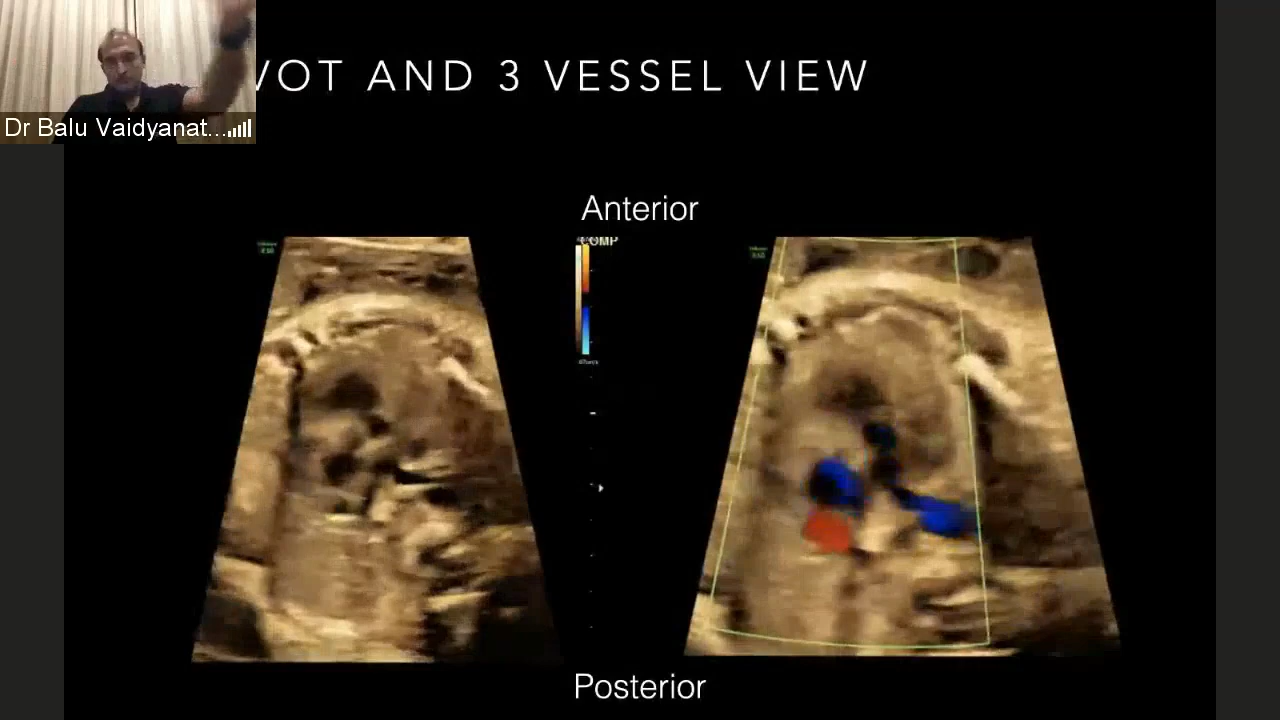 VOT AND 3 VESSEL VIEW
Dr Balu Vaidyanat...
Anterior
COMP
Posterior